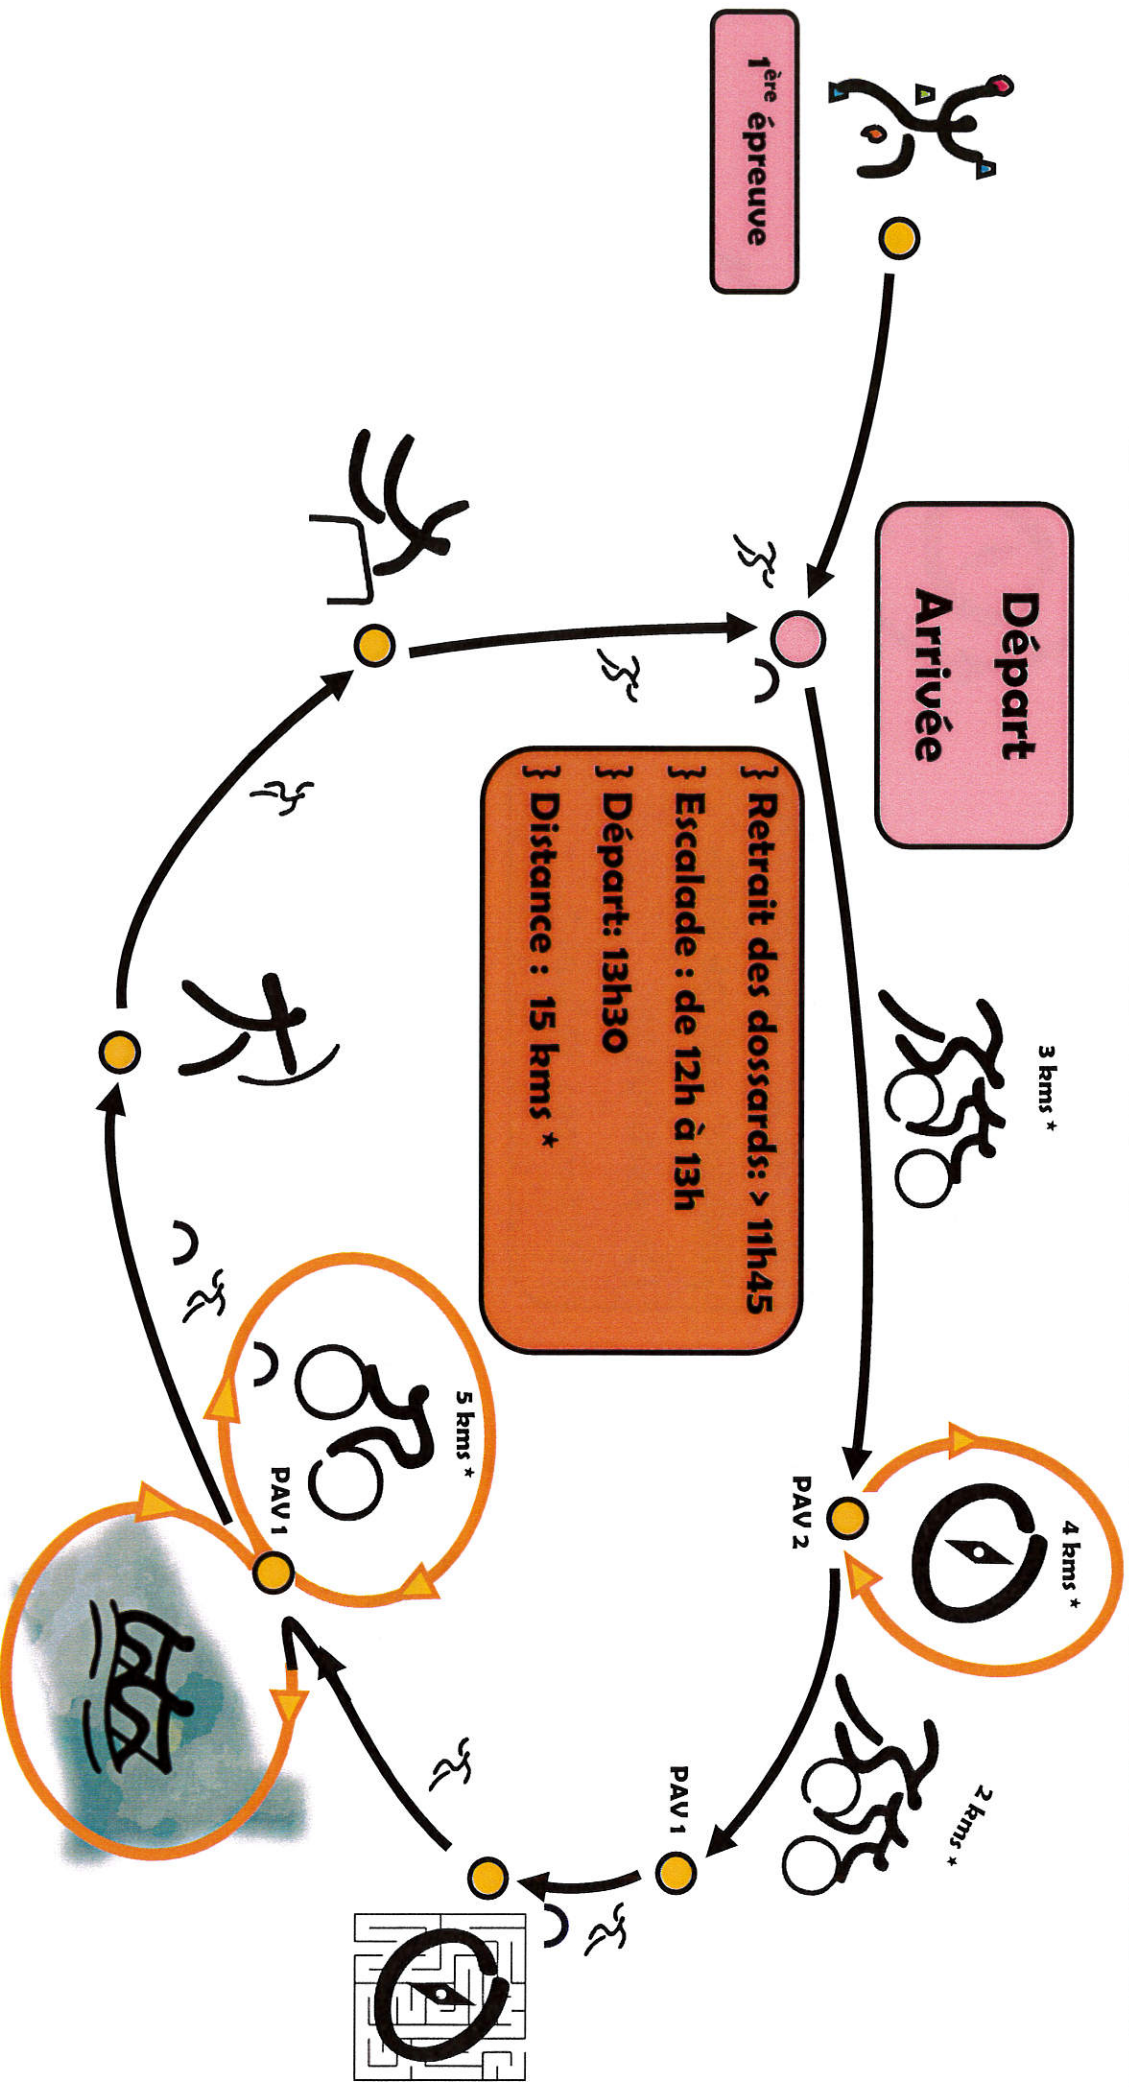 1ère épreuve
Départ
Arrivée
3 kms *
4 kms *
PAV 2
2 kms *
} Retrait des dossards: > 11h45
} Escalade : de 12h à 13h
} Départ: 13h30
} Distance : 15 kms *
PAV 1
5 kms *
PAV 1